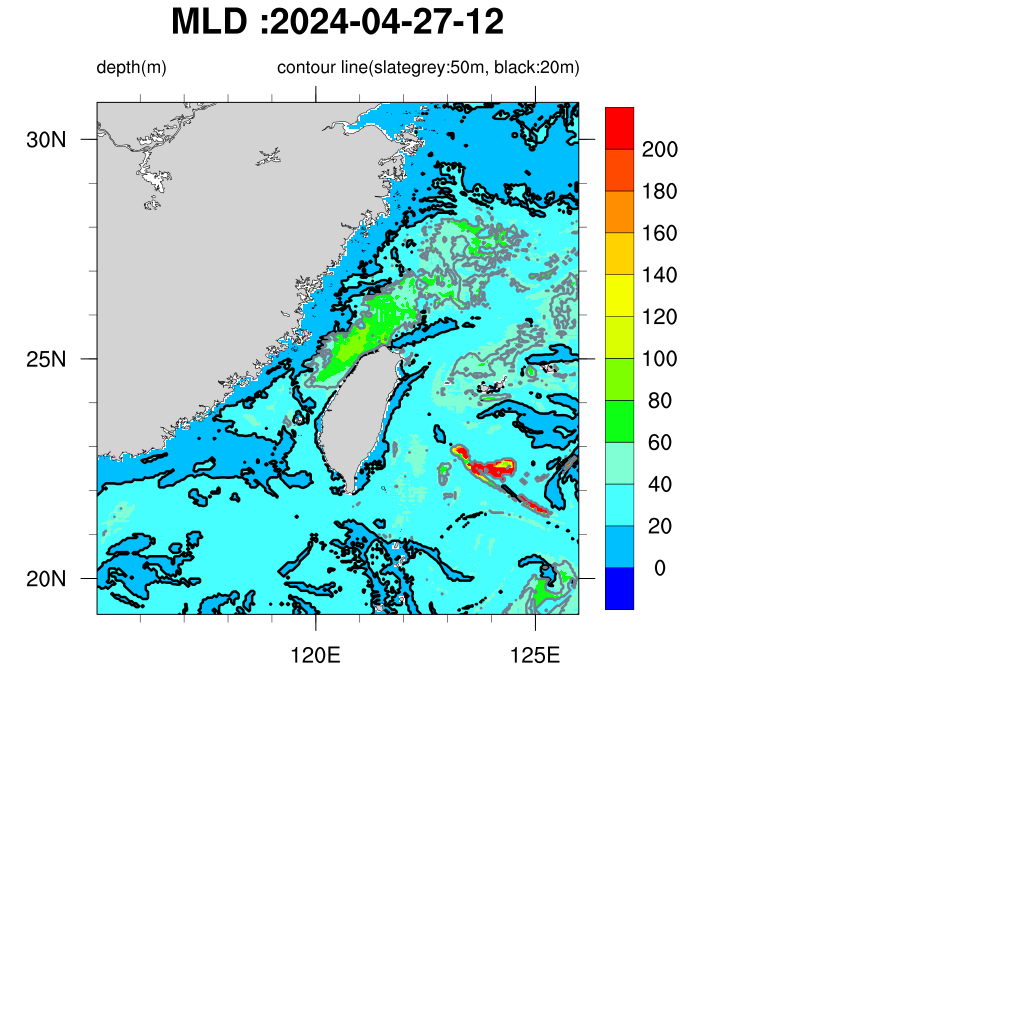 MLD :2024-04-27-12
depth(m)
contour line(slategrey:50m, black:20m)
30N
25N
20N
120E
125E
200
180
160
140
120
100
80
60
40
20
0